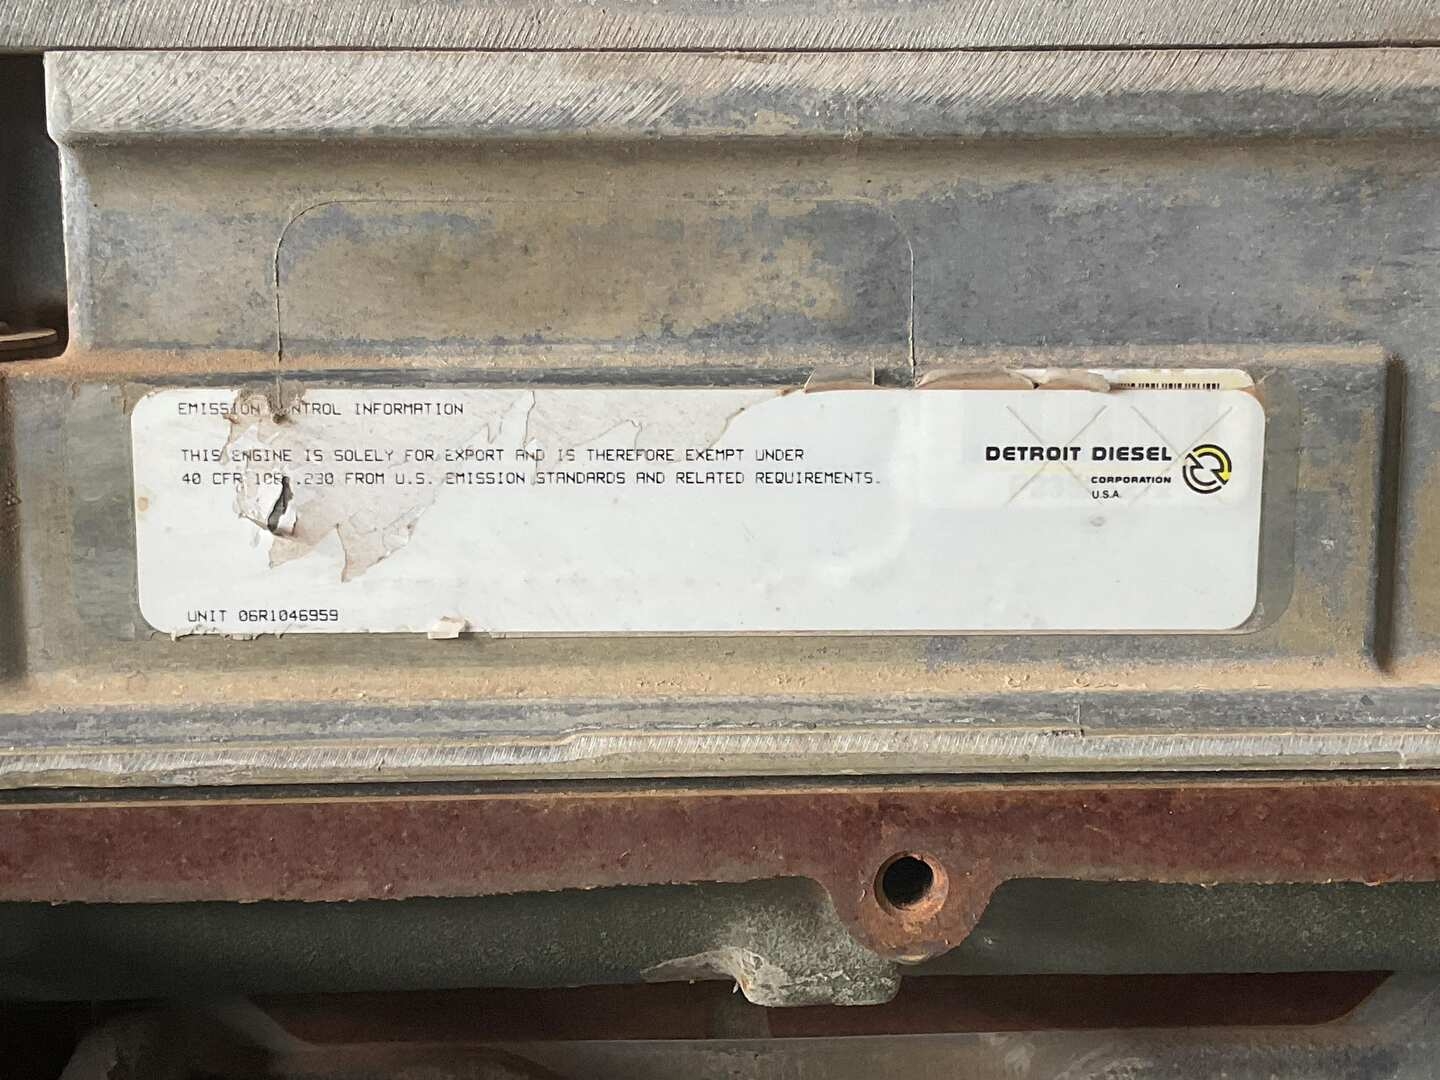 EMISSION CONTROL INFORMATION
THIS ENGINE IS SOLELY FOR EXPORT AND IS THEREFORE EXEMPT UNDER
40 CFR .230 FROM U.S. EMISSION STANDARDS AND RELATED REQUIREMENTS.
DETROIT DIESEL
CORPORATION
U.S.A.
UNIT 06R1046959